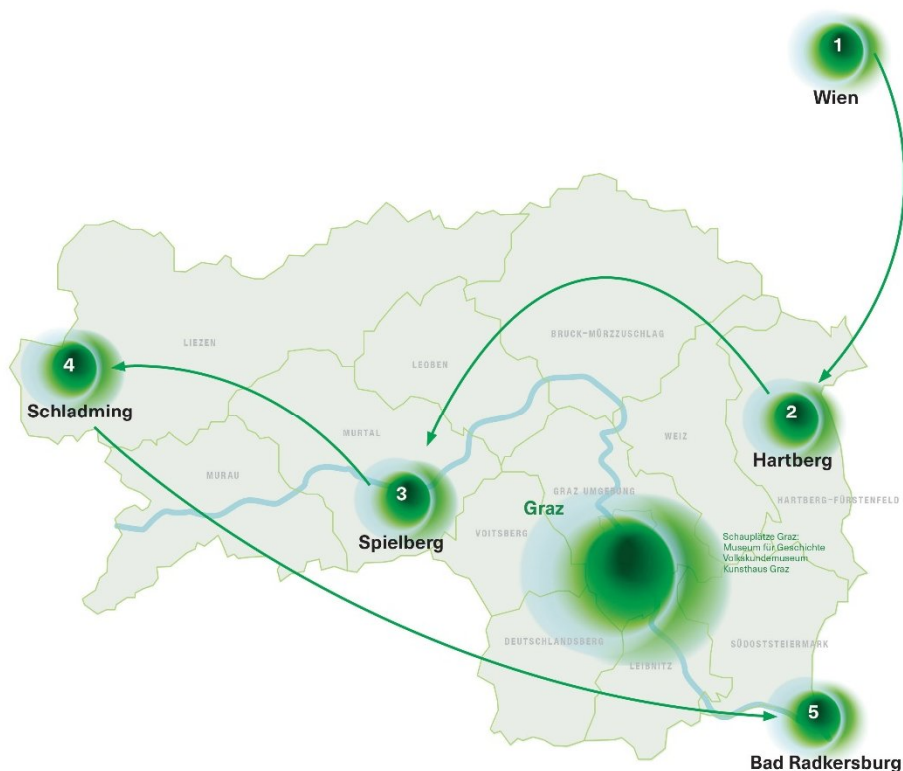 1
Wien
BRUCK-MÜRZZUSCHLAG
LIEZEN
LEOBEN
4
Schladming
2
Hartberg
MURTAL
WEIZ
MURAU
3
Spielberg
GRAZ UMGEBUNG
HARTBERG-FÜRSTENFELD
Graz
VOITSBERG
Schauplätze Graz:
Museum für Geschichte
Volkskundemuseum
Kunsthaus Graz
DEUTSCHLANDSBERG
SÜDOSTSTEIERMARK
LEIBNITZ
5
Bad Radkersburg